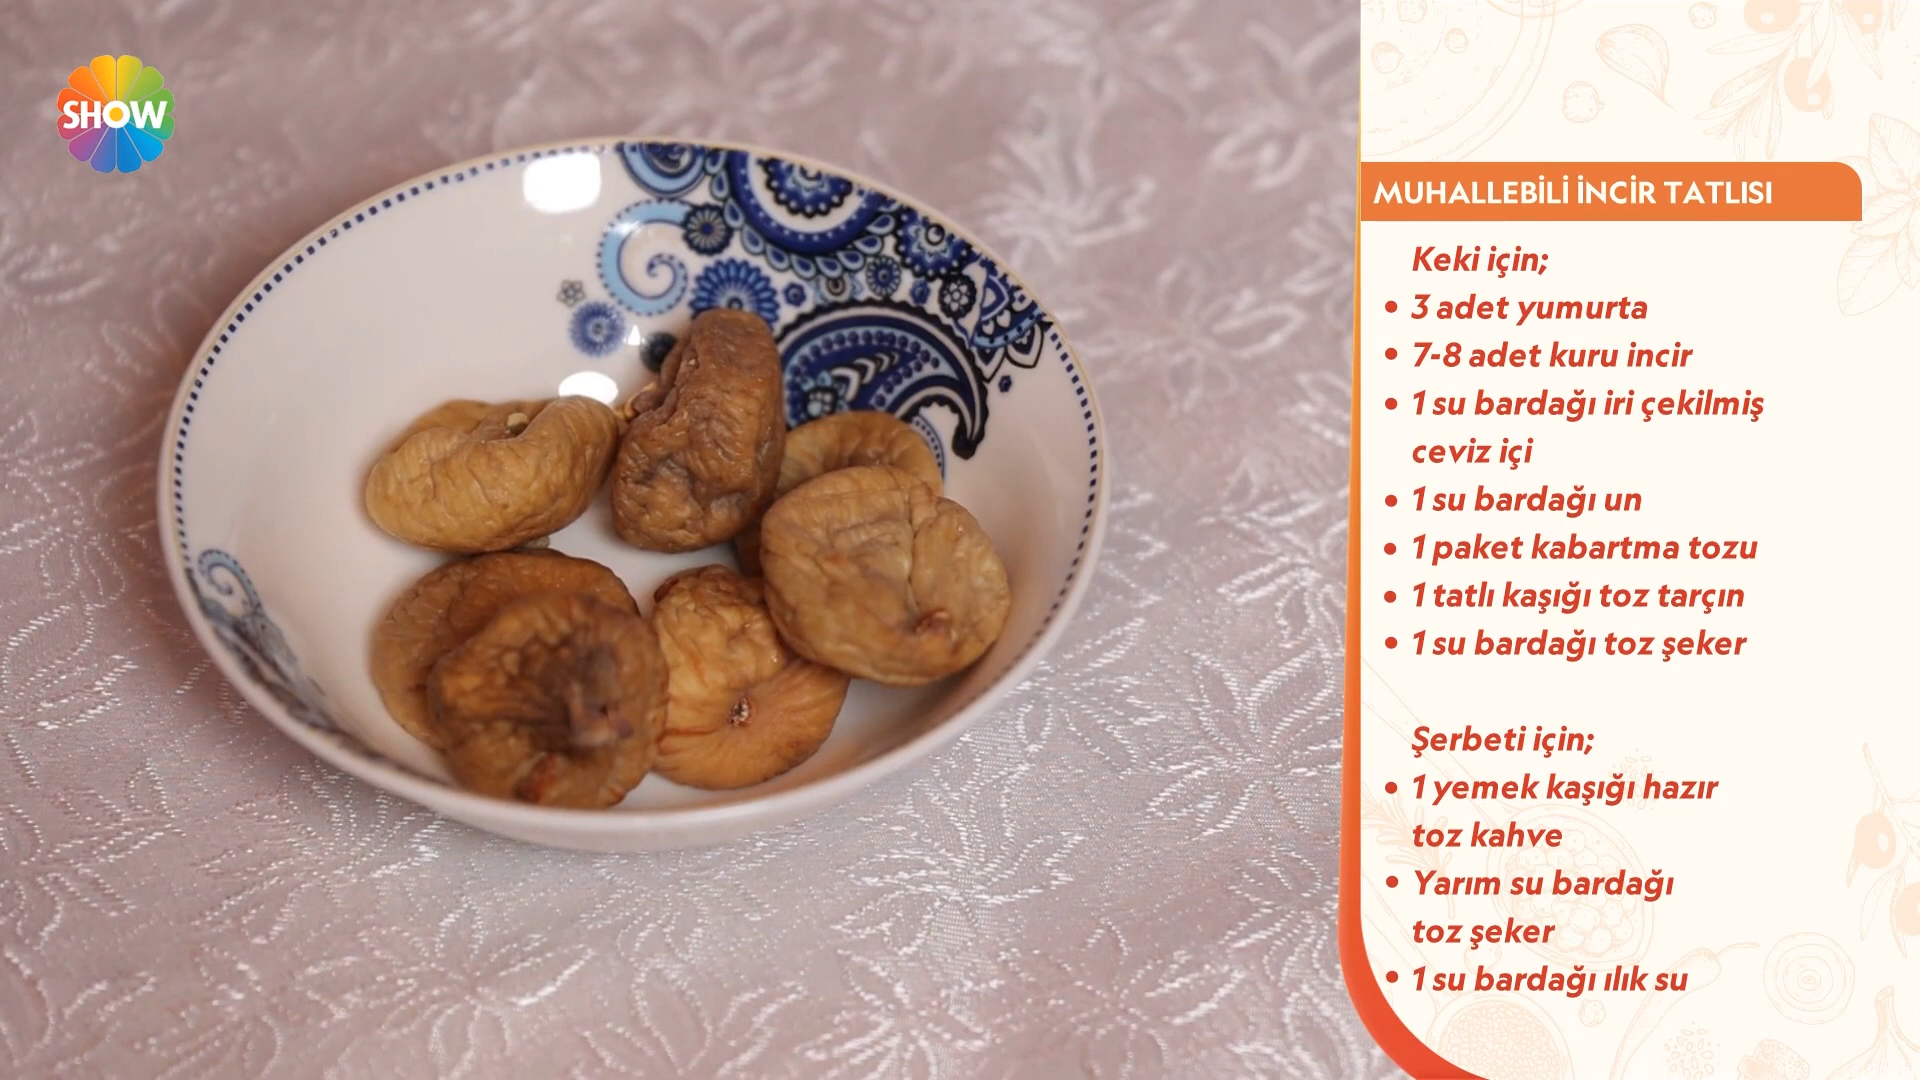 SHOW
MUHALLEBİLİ İNCİR TATLISI
Keki için;
• 3 adet yumurta
• 7-8 adet kuru incir
• 1 su bardağı iri çekilmiş
ceviz içi
• 1 su bardağı un
• 1 paket kabartma tozu
• 1 tatlı kaşığı toz tarçın
• 1 su bardağı toz şeker
Şerbeti için;
• 1 yemek kaşığı hazır
toz kahve
• Yarım su bardağı
toz şeker
• 1 su bardağı ılık su